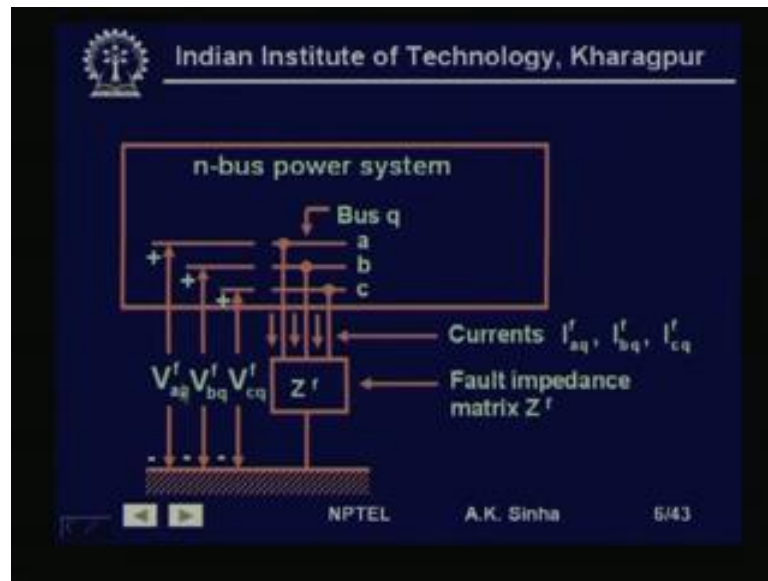 Indian Institute of Technology, Kharagpur
n-bus power system
Bus q
a
b
c
+
+
+
Currents I^f_aq, I^f_bq, I^f_cq
V^f_aq V^f_bq V^f_cq
Z^f
Fault impedance
matrix Z^f
- - -
NPTEL A.K. Sinha 6/43